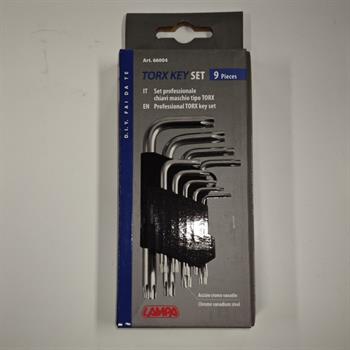 Art. 66004
TORX KEY SET 9 Pieces
IT Set professionale
chiavi maschio tipo TORX
EN Professional TORX key set
D.I.Y. FAI DA TE
Acciaio cromo vanadio
Chrome vanadium steel
LAMPA